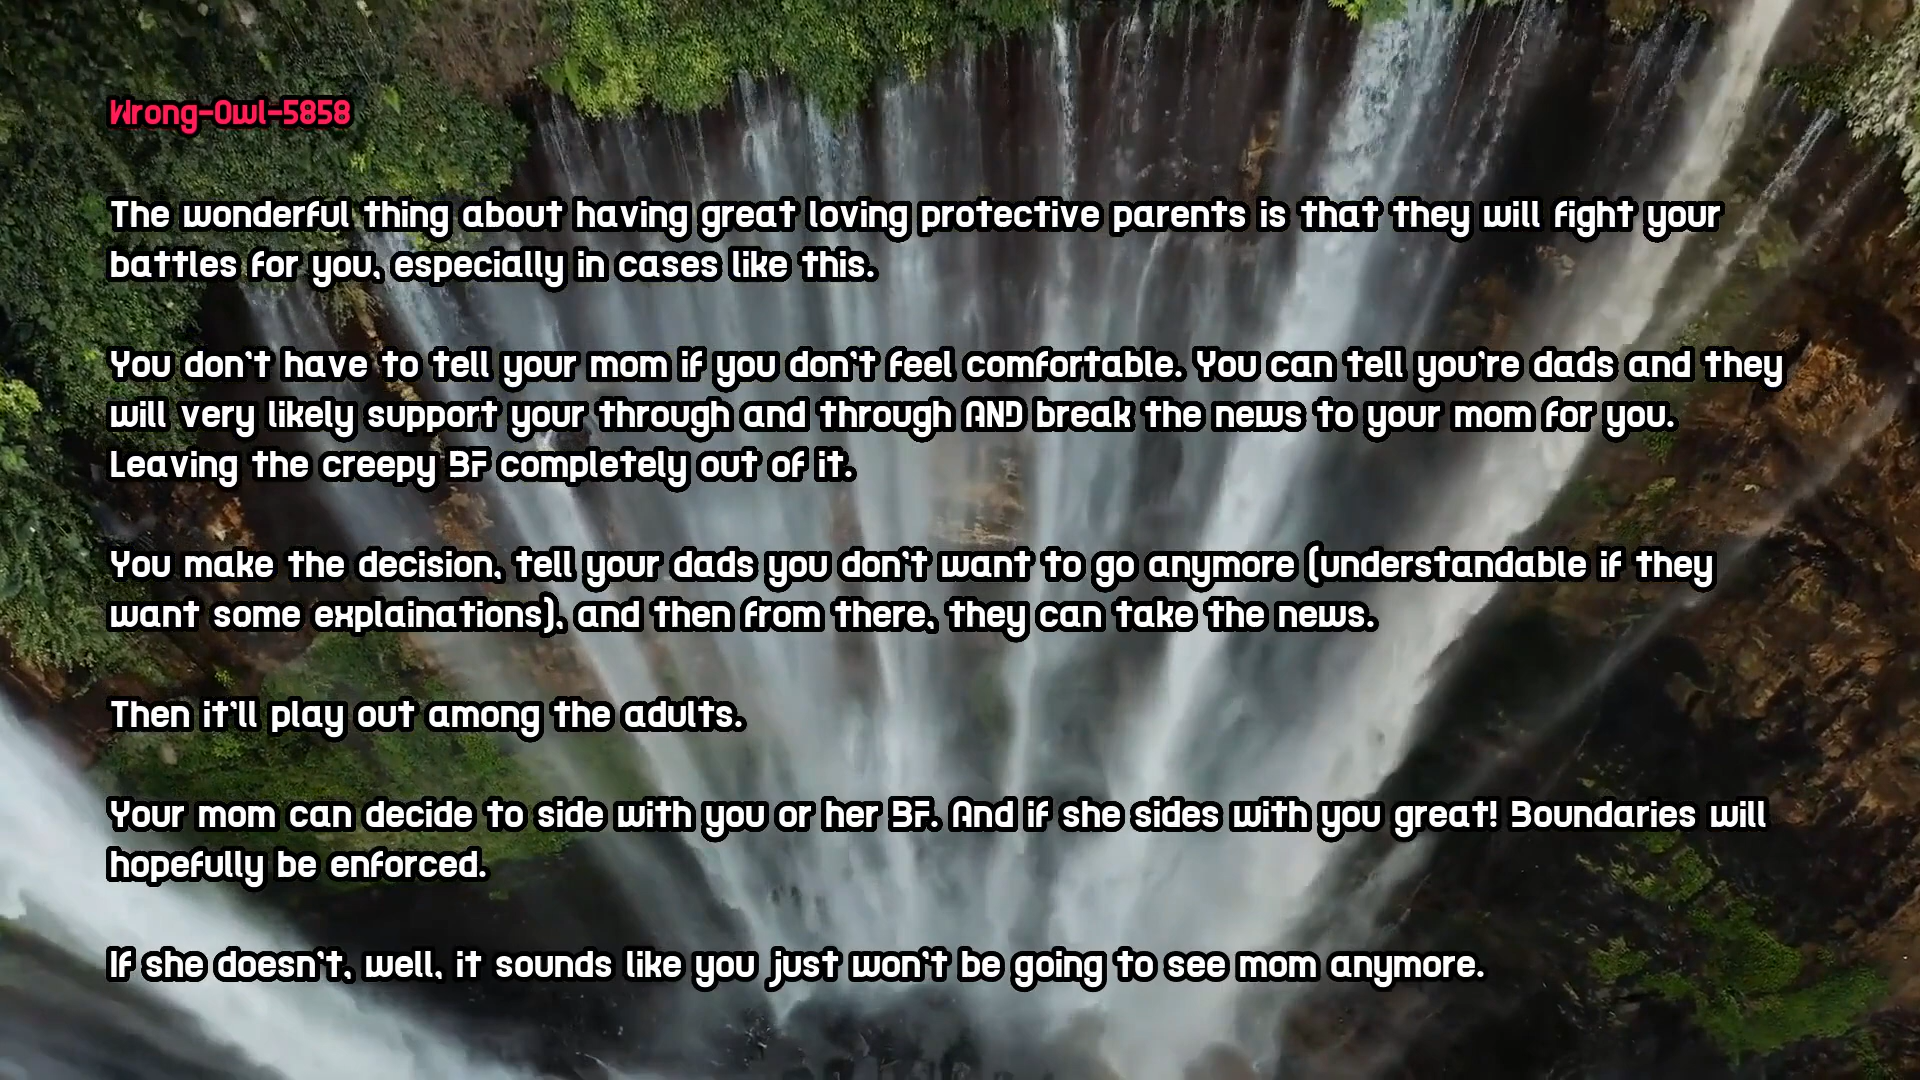 Wrong-Owl-5858
The wonderful thing about having great loving protective parents is that they will fight your
battles for you, especially in cases like this.
You don't have to tell your mom if you don't feel comfortable. You can tell you're dads and they
will very likely support your through and through AND break the news to your mom for you.
Leaving the creepy BF completely out of it.
You make the decision, tell your dads you don't want to go anymore (understandable if they
want some explainations), and then from there, they can take the news.
Then it'll play out among the adults.
Your mom can decide to side with you or her BF. And if she sides with you great! Boundaries will
hopefully be enforced.
If she doesn't, well, it sounds like you just won't be going to see mom anymore.